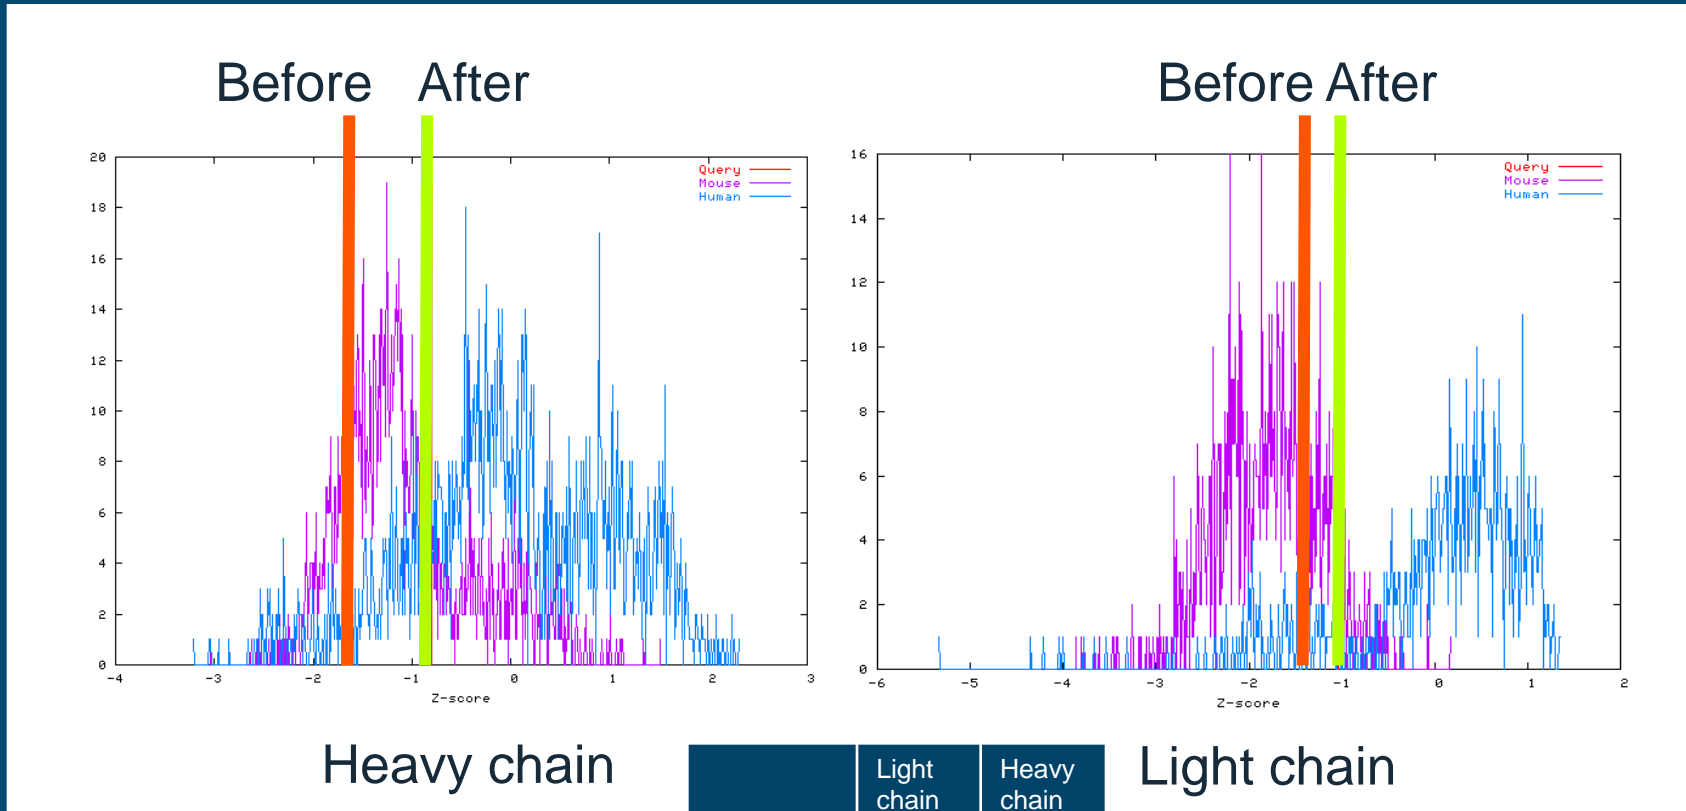 Before After
Before After
20
18
16
14
12
10
8
6
4
2
0
-4 -3 -2 -1 0 1 2 3
Z-score
Query
Mouse
Human
16
14
12
10
8
6
4
2
0
-6 -5 -4 -3 -2 -1 0 1 2
Z-score
Query
Mouse
Human
Heavy chain
Light
chain
Heavy
chain
Light chain